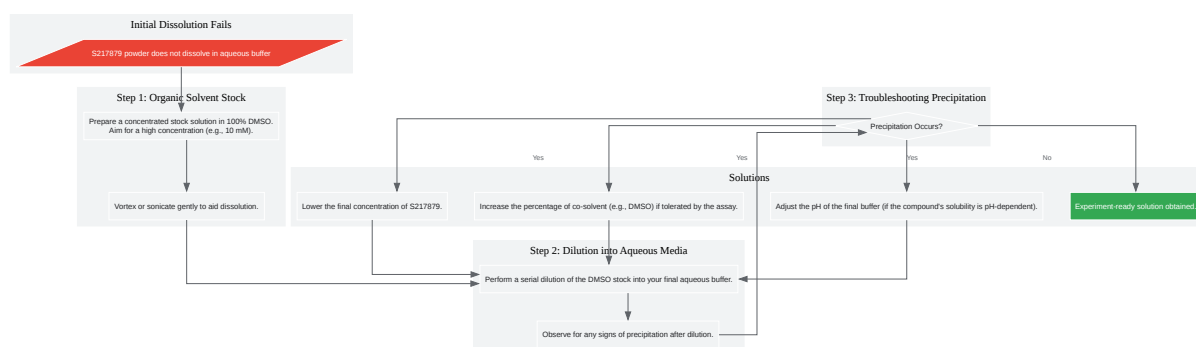 Initial Dissolution Fails
S217879 powder does not dissolve in aqueous buffer
Step 1: Organic Solvent Stock
Prepare a concentrated stock solution in 100% DMSO.
Aim for a high concentration (e.g., 10 mM).
Vortex or sonicate gently to aid dissolution.
Step 3: Troubleshooting Precipitation
Precipitation Occurs?
Yes
Yes
Yes
No
Solutions
Lower the final concentration of S217879.
Increase the percentage of co-solvent (e.g., DMSO) if tolerated by the assay.
Adjust the pH of the final buffer (if the compound's solubility is pH-dependent).
Experiment-ready solution obtained.
Step 2: Dilution into Aqueous Media
Perform a serial dilution of the DMSO stock into your final aqueous buffer.
Observe for any signs of precipitation after dilution.